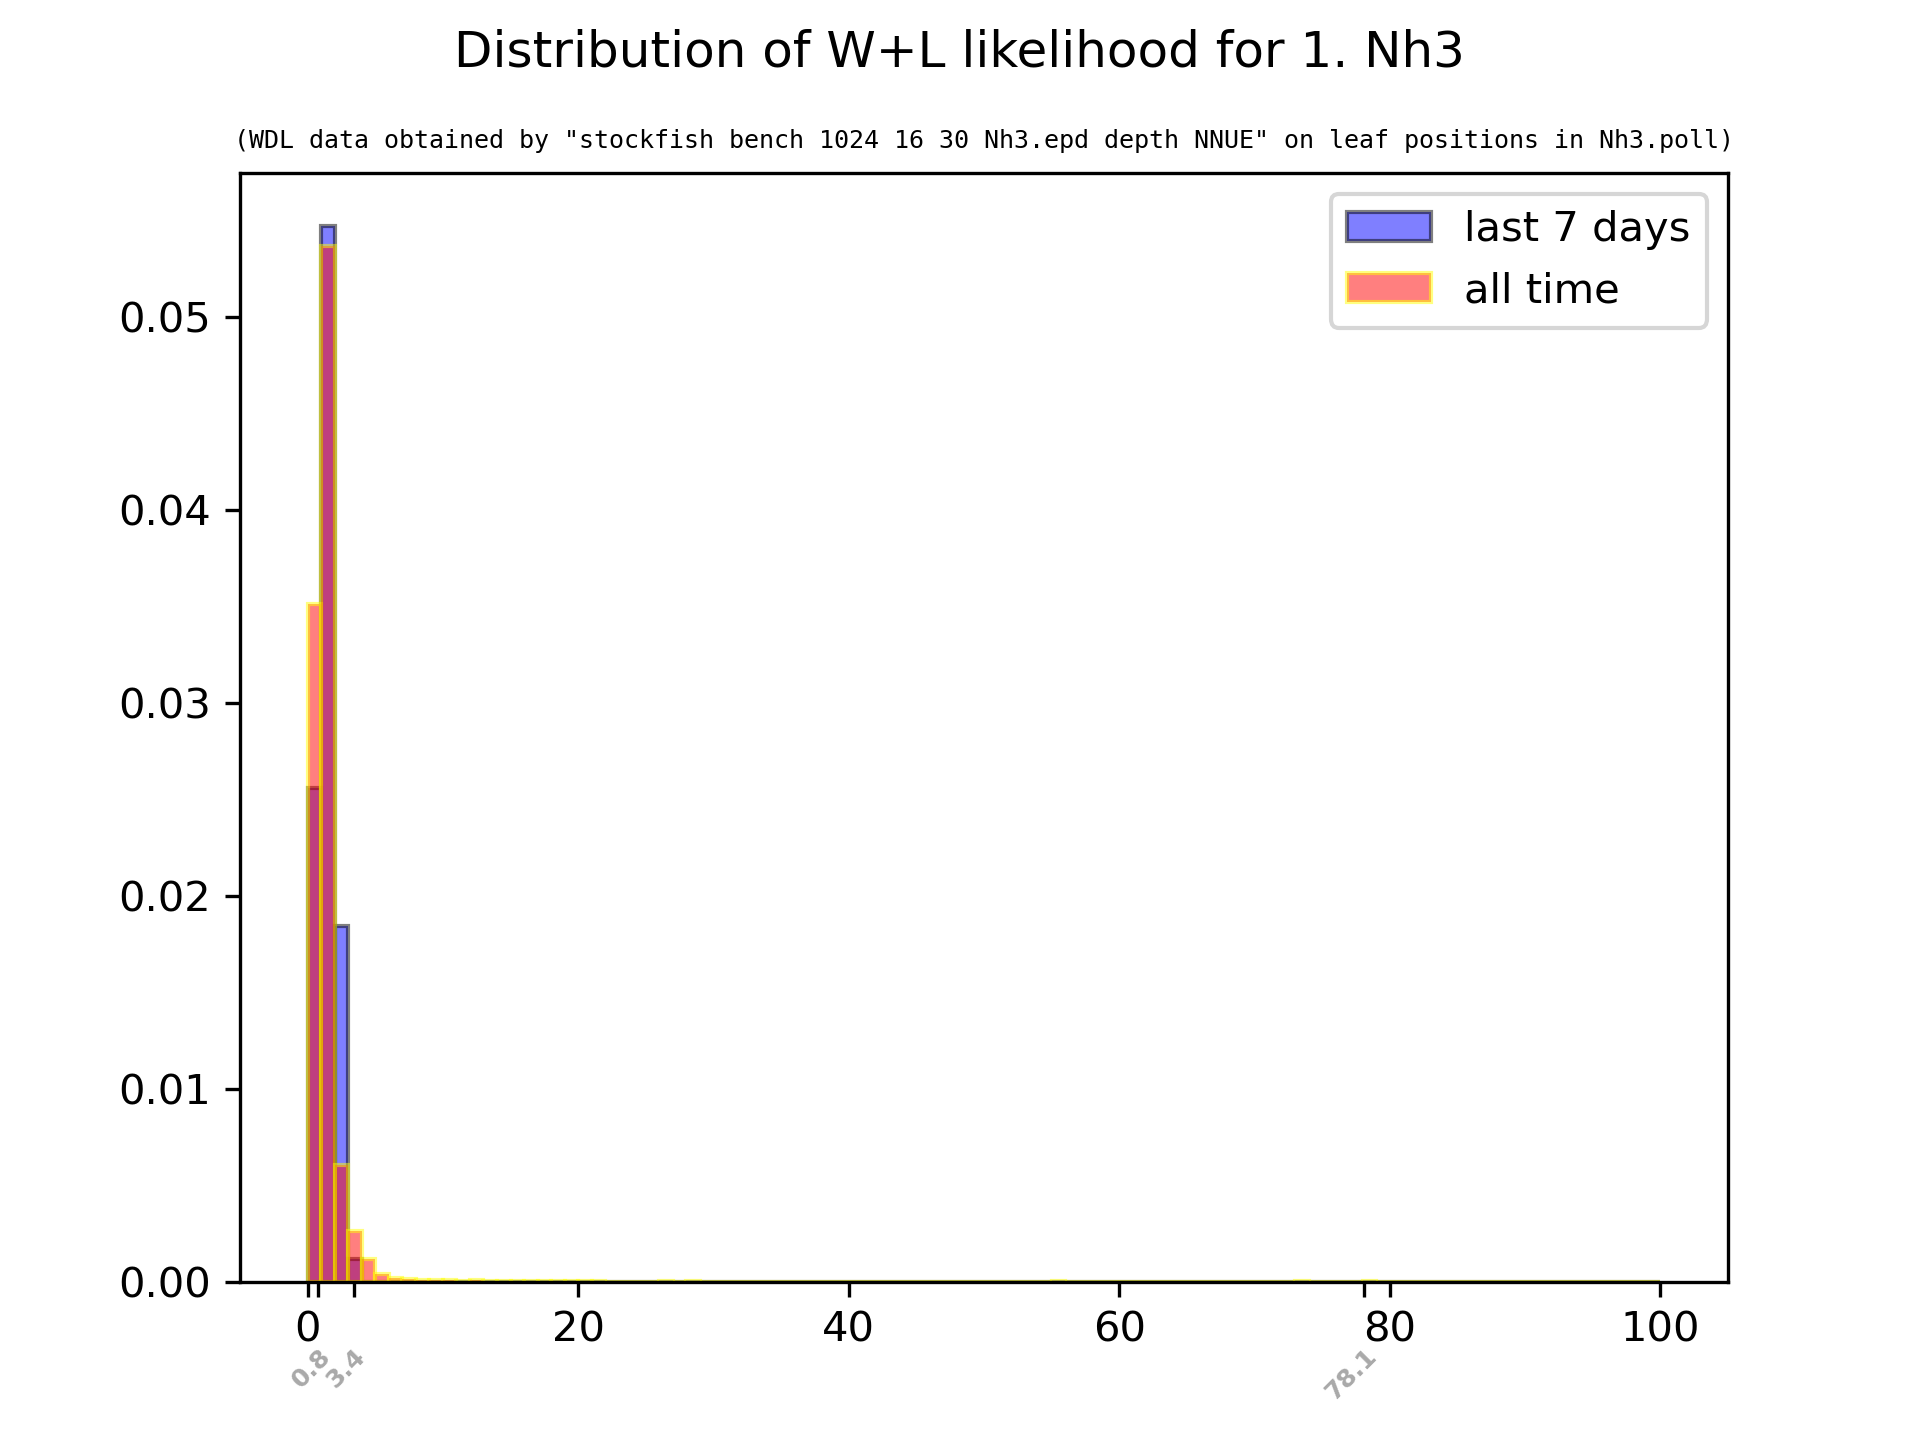 Distribution of W+L likelihood for 1. Nh3
(WDL data obtained by "stockfish bench 1024 16 30 Nh3.epd depth NNUE" on leaf positions in Nh3.poll)
last 7 days
all time
0.05
0.04
0.03
0.02
0.01
0.00
0 20 40 60 80 100
0.8 3.4 78.1